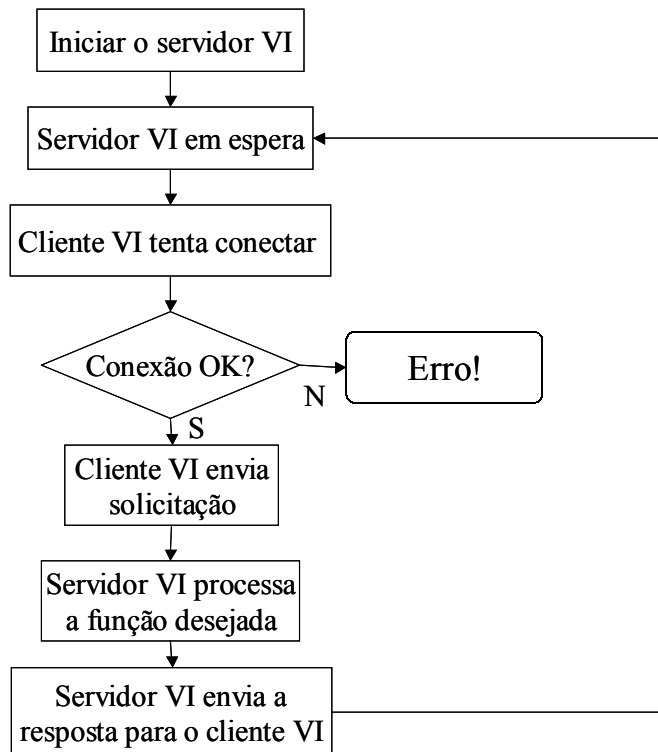 Iniciar o servidor VI
Servidor VI em espera
Cliente VI tenta conectar
Conexão OK?
Erro!
N
S
Cliente VI envia
solicitação
Servidor VI processa
a função desejada
Servidor VI envia a
resposta para o cliente VI